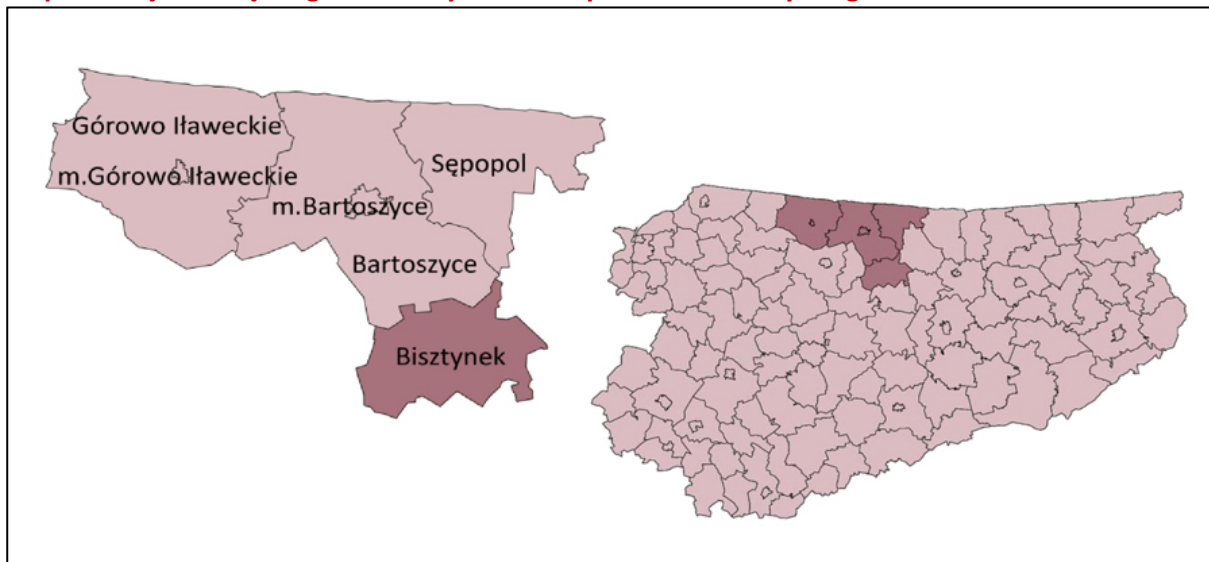 Górowo Iławeckie
m.Górowo Iławeckie
Sępopol
m.Bartoszyce
Bartoszyce
Bisztynek